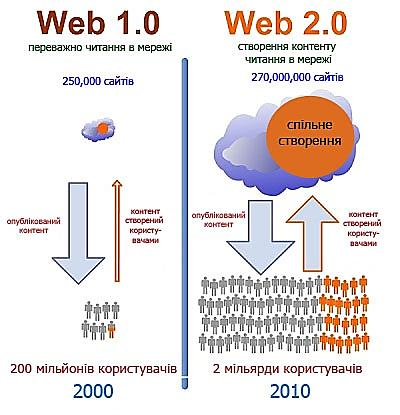 Web 1.0
переважно читання в мережі
250,000 сайтів
опублікований
контент
контент
створений
користу-
вачами
200 мільйонів користувачів
2000
Web 2.0
створення контенту
читання в мережі
270,000,000 сайтів
спільне
створення
опублікований
контент
контент
створений
користу-
вачами
2 мільярди користувачів
2010